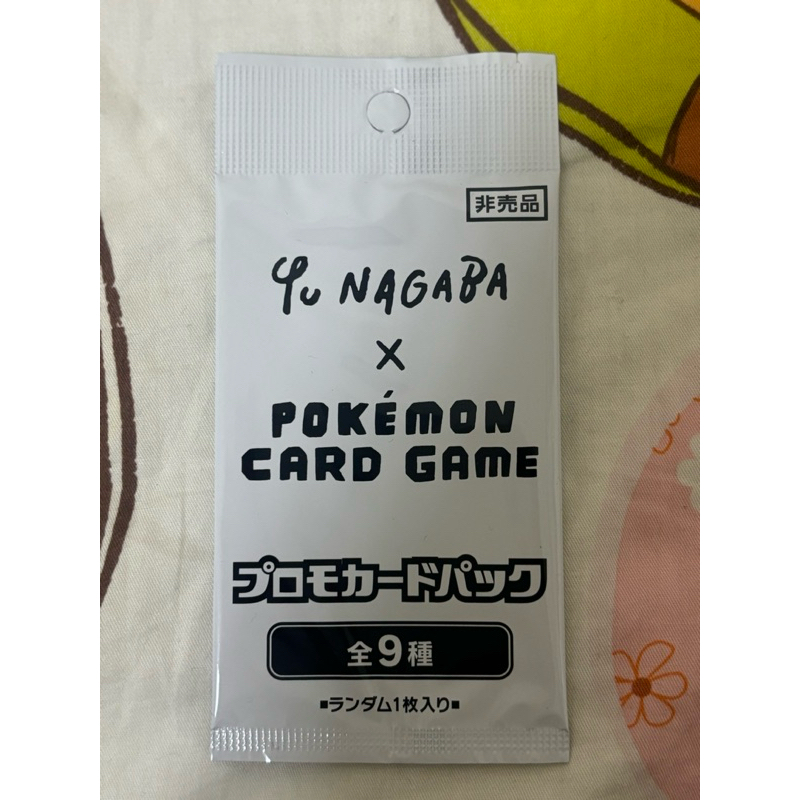 非売品
Yu NAGABA
×
POKÉMON
CARD GAME
プロモカードパック
全9種
■ランダム1枚入り■